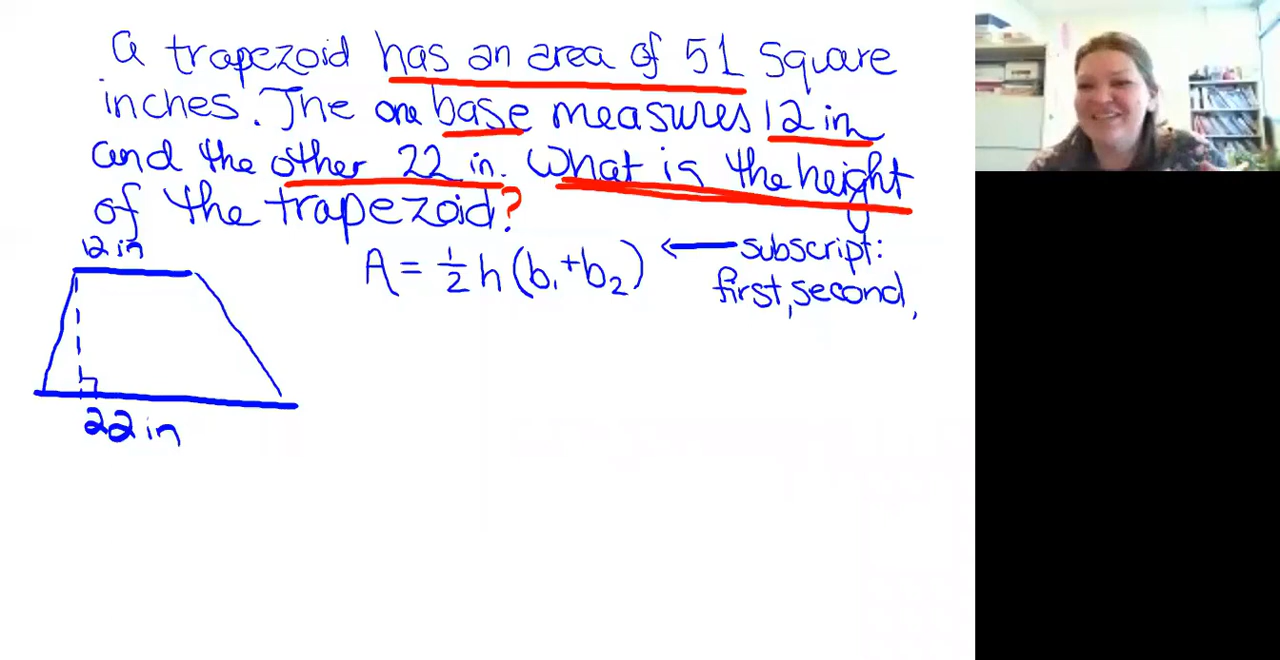 a trapezoid has an area of 51 square
inches. The one base measures 12 in
and the other 22 in. What is the height
of the trapezoid?
12 in
A = 1/2 h (b₁ + b₂) ← subscript:
first, second,
22 in